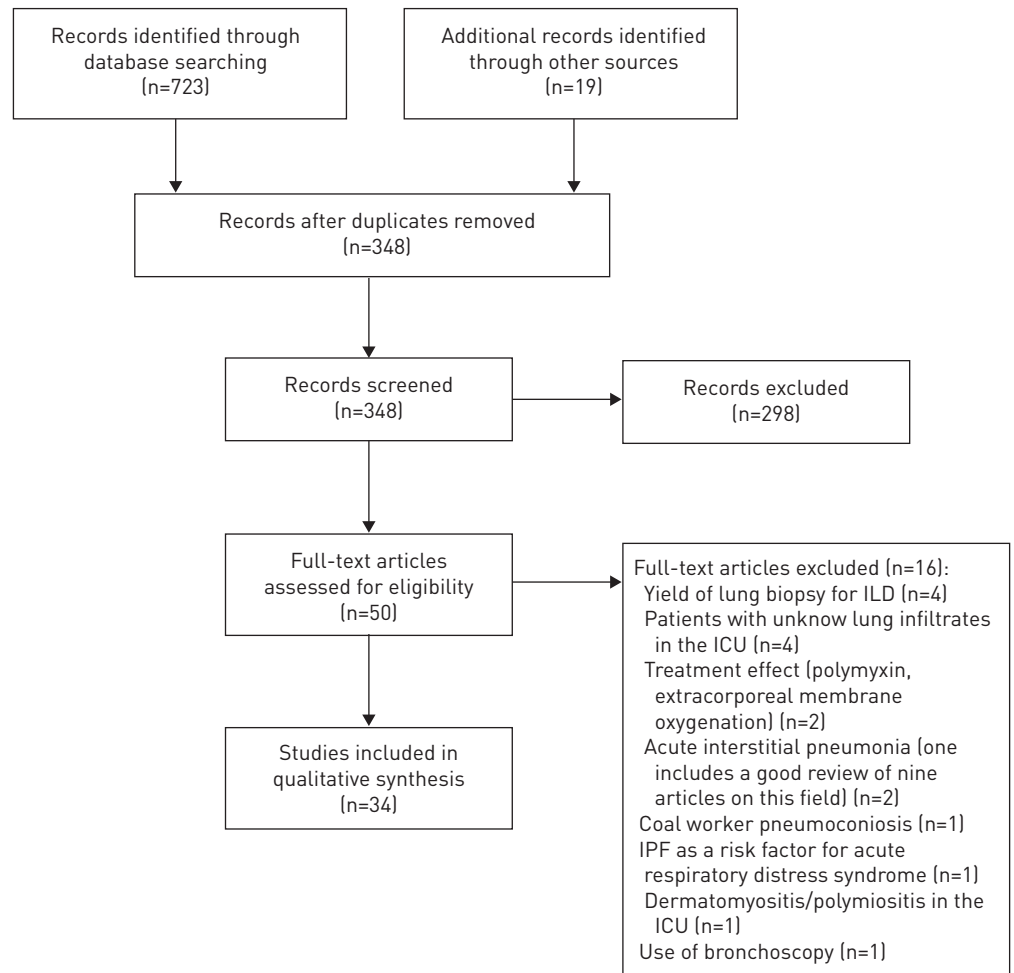 Records identified through
database searching
(n=723)
Additional records identified
through other sources
(n=19)
Records after duplicates removed
(n=348)
Records screened
(n=348)
Records excluded
(n=298)
Full-text articles
assessed for eligibility
(n=50)
Full-text articles excluded (n=16):
Yield of lung biopsy for ILD (n=4)
Patients with unknow lung infiltrates
in the ICU (n=4)
Treatment effect (polymyxin,
extracorporeal membrane
oxygenation) (n=2)
Acute interstitial pneumonia (one
includes a good review of nine
articles on this field) (n=2)
Coal worker pneumoconiosis (n=1)
IPF as a risk factor for acute
respiratory distress syndrome (n=1)
Dermatomyositis/polymiositis in the
ICU (n=1)
Use of bronchoscopy (n=1)
Studies included in
qualitative synthesis
(n=34)